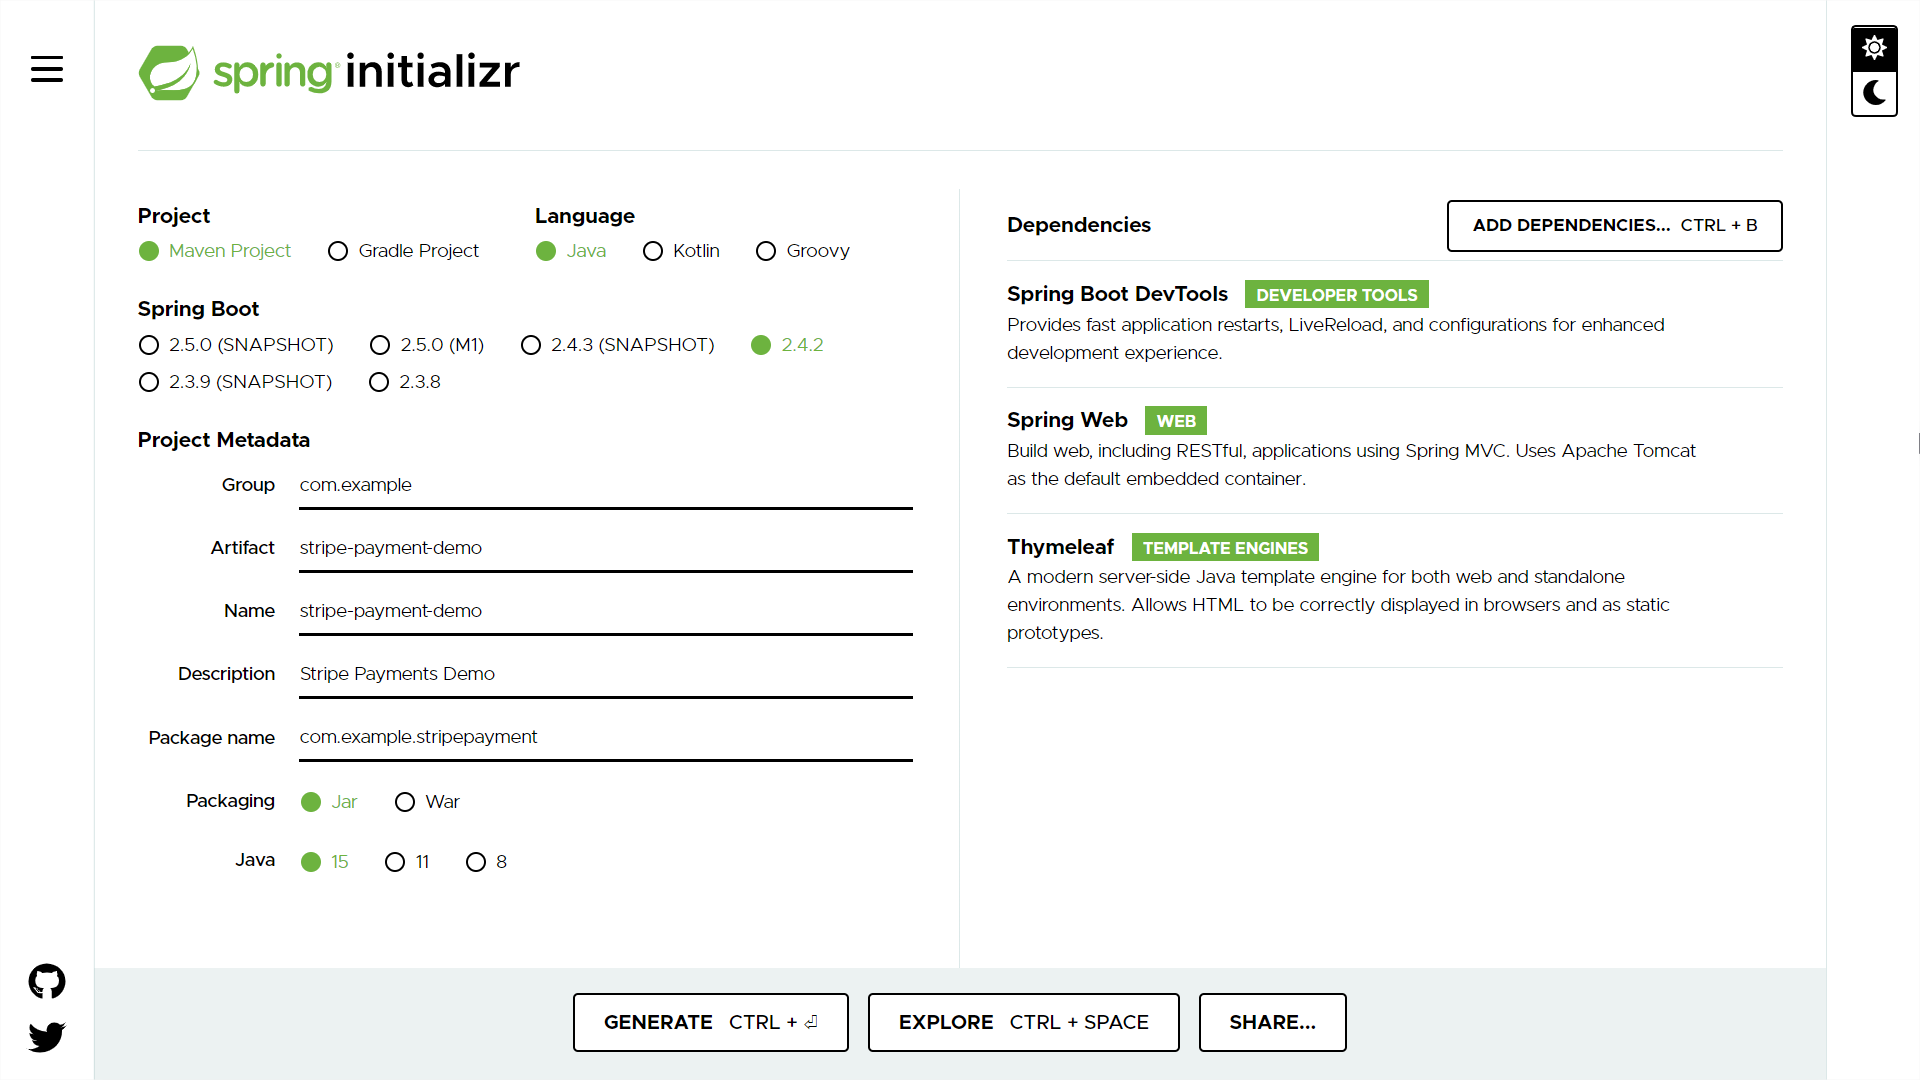 spring initializr
Project
Maven Project
Gradle Project
Language
Java
Kotlin
Groovy
Spring Boot
2.5.0 (SNAPSHOT)
2.5.0 (M1)
2.4.3 (SNAPSHOT)
2.4.2
2.3.9 (SNAPSHOT)
2.3.8
Project Metadata
Group
com.example
Artifact
stripe-payment-demo
Name
stripe-payment-demo
Description
Stripe Payments Demo
Package name
com.example.stripepayment
Packaging
Jar
War
Java
15
11
8
Dependencies
ADD DEPENDENCIES... CTRL + B
Spring Boot DevTools
DEVELOPER TOOLS
Provides fast application restarts, LiveReload, and configurations for enhanced
development experience.
Spring Web
WEB
Build web, including RESTful, applications using Spring MVC. Uses Apache Tomcat
as the default embedded container.
Thymeleaf
TEMPLATE ENGINES
A modern server-side Java template engine for both web and standalone
environments. Allows HTML to be correctly displayed in browsers and as static
prototypes.
GENERATE CTRL + ⏎
EXPLORE CTRL + SPACE
SHARE...